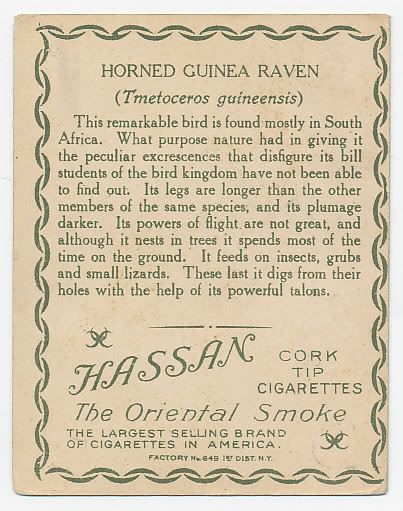 HORNED GUINEA RAVEN
(Tmetoceros guineensis)
This remarkable bird is found mostly in South
Africa. What purpose nature had in giving it
the peculiar excrescences that disfigure its bill
students of the bird kingdom have not been able
to find out. Its legs are longer than the other
members of the same species, and its plumage
darker. Its powers of flight are not great, and
although it nests in trees it spends most of the
time on the ground. It feeds on insects, grubs
and small lizards. These last it digs from their
holes with the help of its powerful talons.
HASSAN
CORK
TIP
CIGARETTES
The Oriental Smoke
THE LARGEST SELLING BRAND
OF CIGARETTES IN AMERICA.
FACTORY No. 649 1st DIST. N.Y.